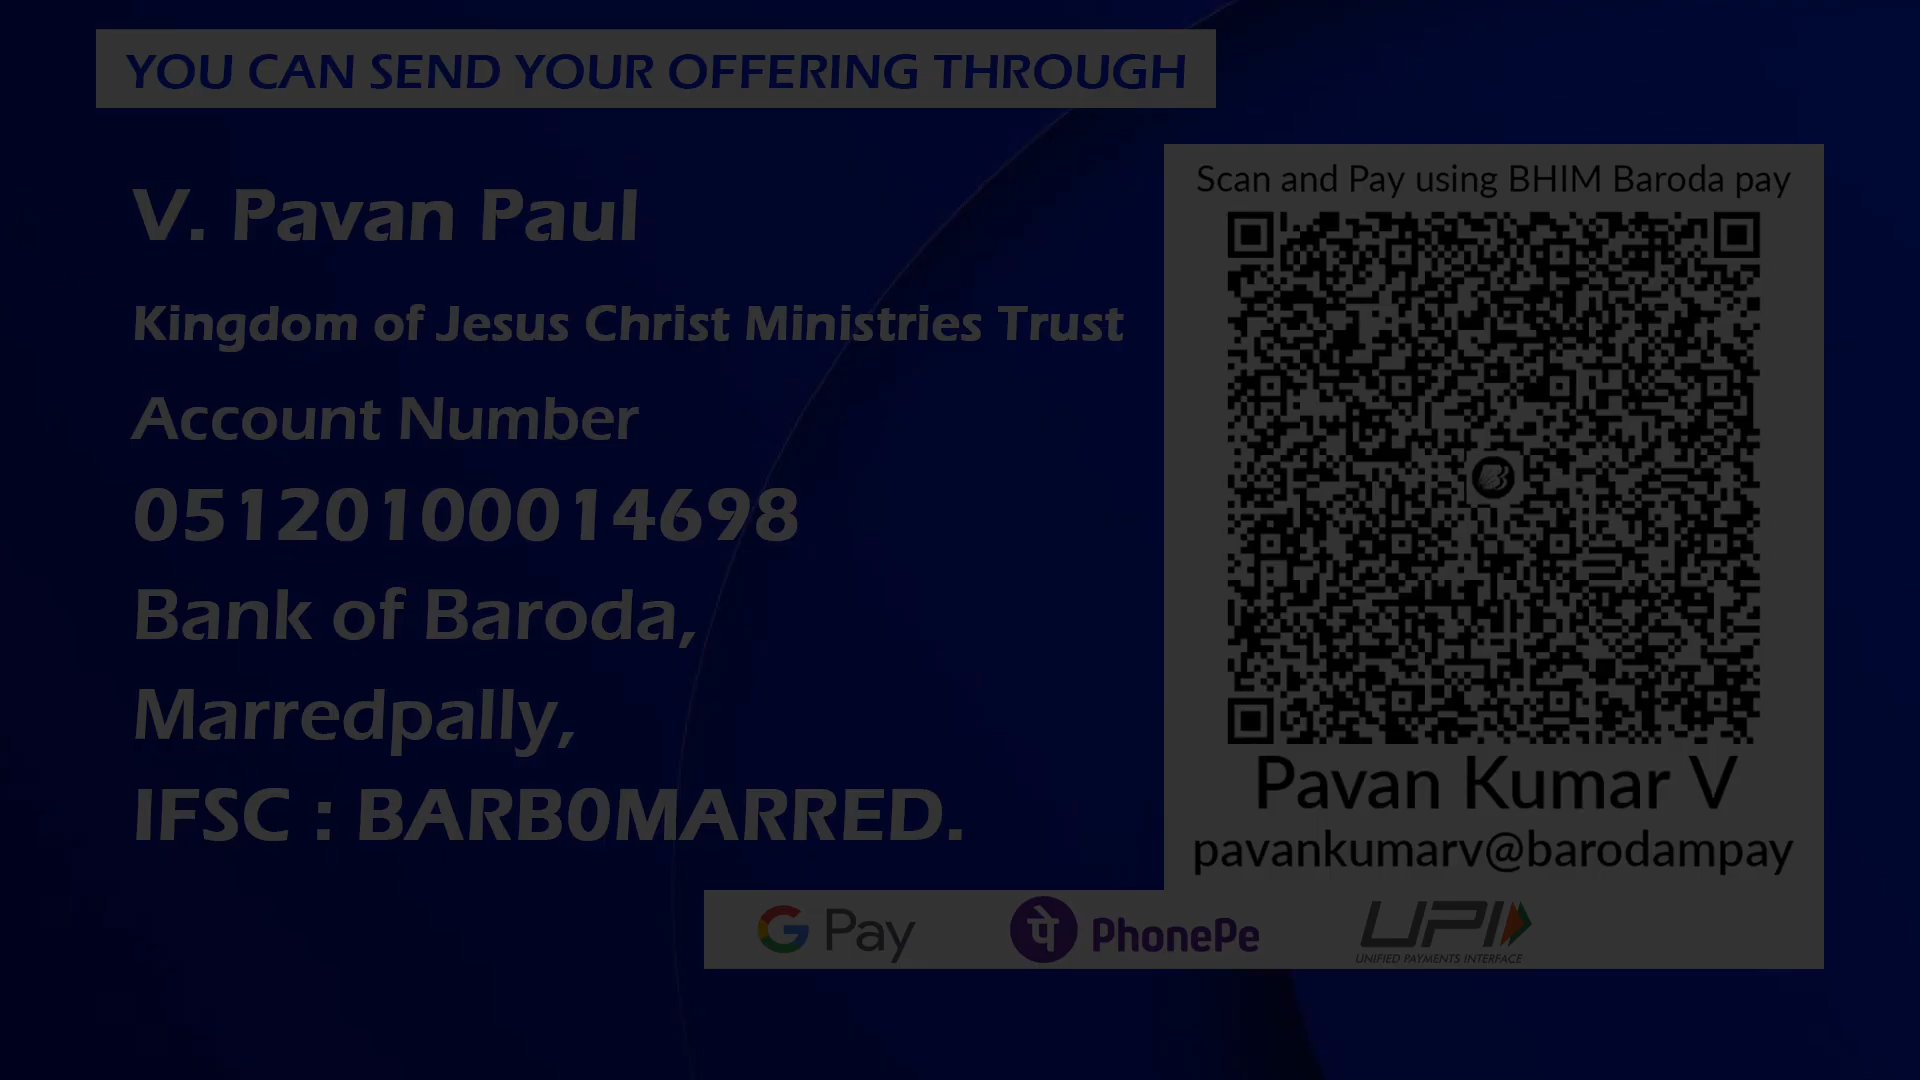 YOU CAN SEND YOUR OFFERING THROUGH
V. Pavan Paul
Kingdom of Jesus Christ Ministries Trust
Account Number
05120100014698
Bank of Baroda,
Marredpally,
IFSC : BARB0MARRED.
Scan and Pay using BHIM Baroda pay
Pavan Kumar V
pavankumarv@barodampay
G Pay
पे PhonePe
UPI
UNIFIED PAYMENTS INTERFACE